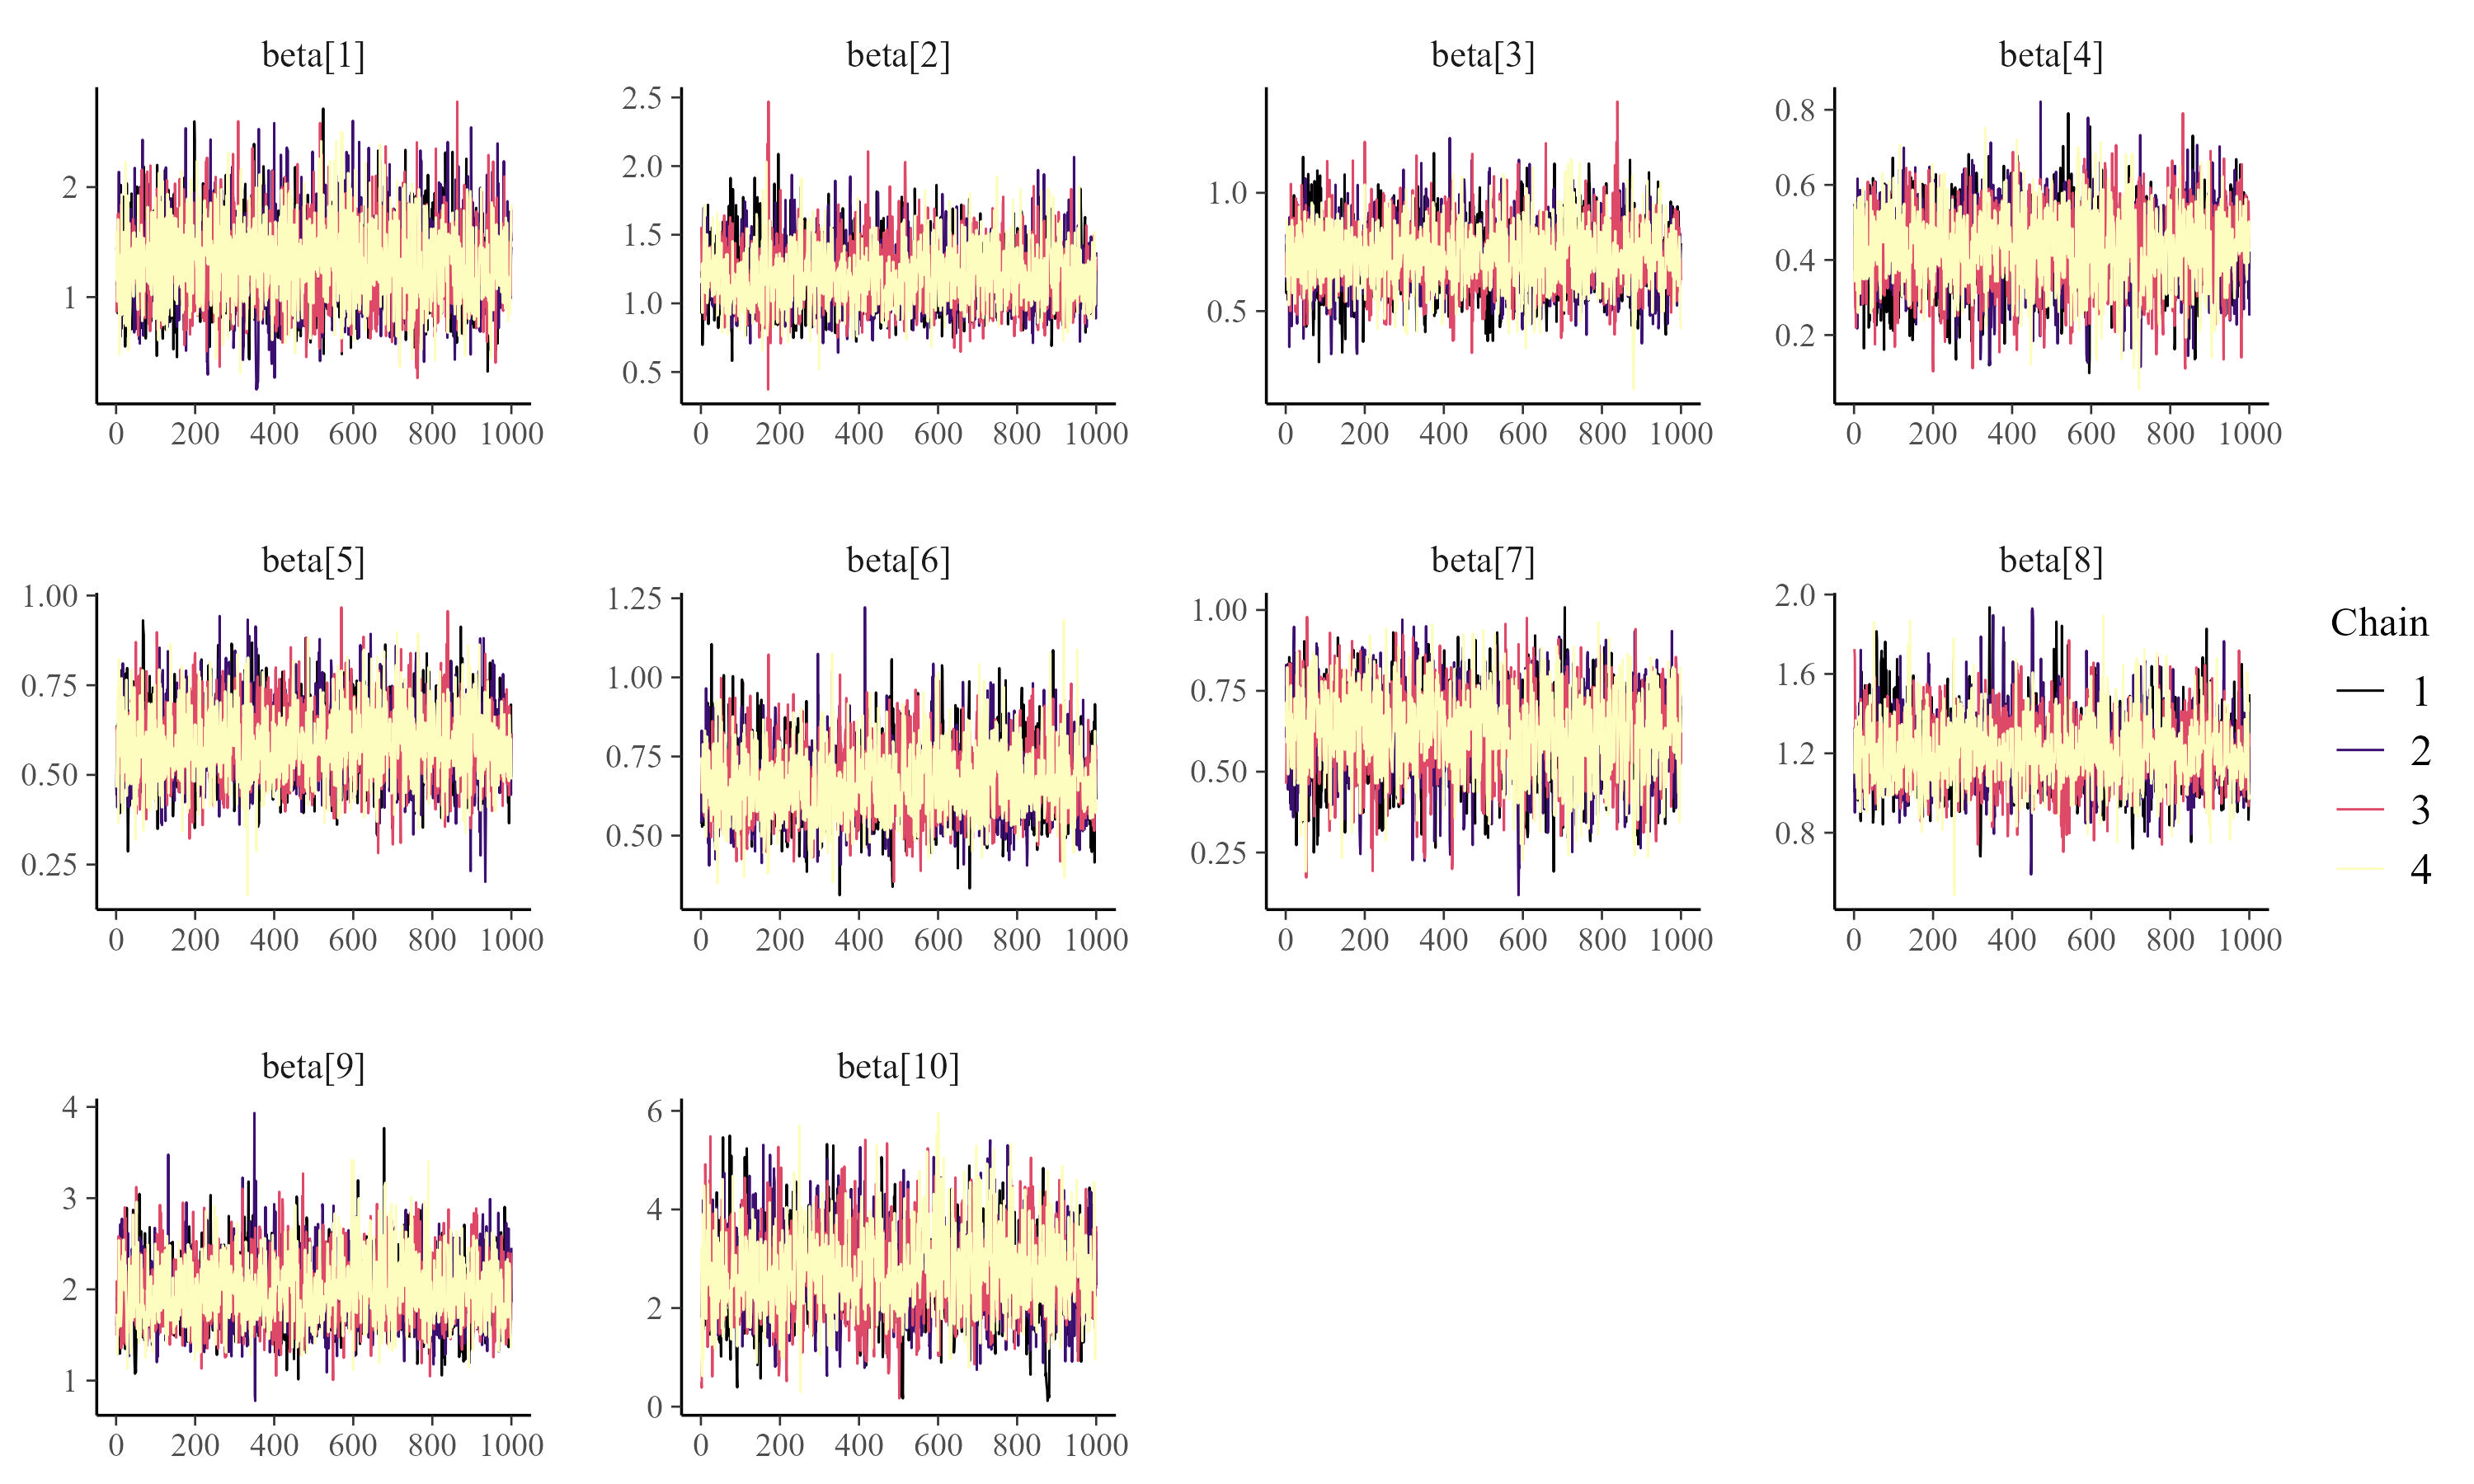 beta[1] beta[2] beta[3] beta[4]
2 1
2.5 2.0 1.5 1.0 0.5
1.0 0.5
0.8 0.6 0.4 0.2
0 200 400 600 800 1000 0 200 400 600 800 1000 0 200 400 600 800 1000 0 200 400 600 800 1000
beta[5] beta[6] beta[7] beta[8]
1.00 0.75 0.50 0.25
1.25 1.00 0.75 0.50
1.00 0.75 0.50 0.25
2.0 1.6 1.2 0.8
0 200 400 600 800 1000 0 200 400 600 800 1000 0 200 400 600 800 1000 0 200 400 600 800 1000
Chain
1
2
3
4
beta[9] beta[10]
4 3 2 1
6 4 2 0
0 200 400 600 800 1000 0 200 400 600 800 1000